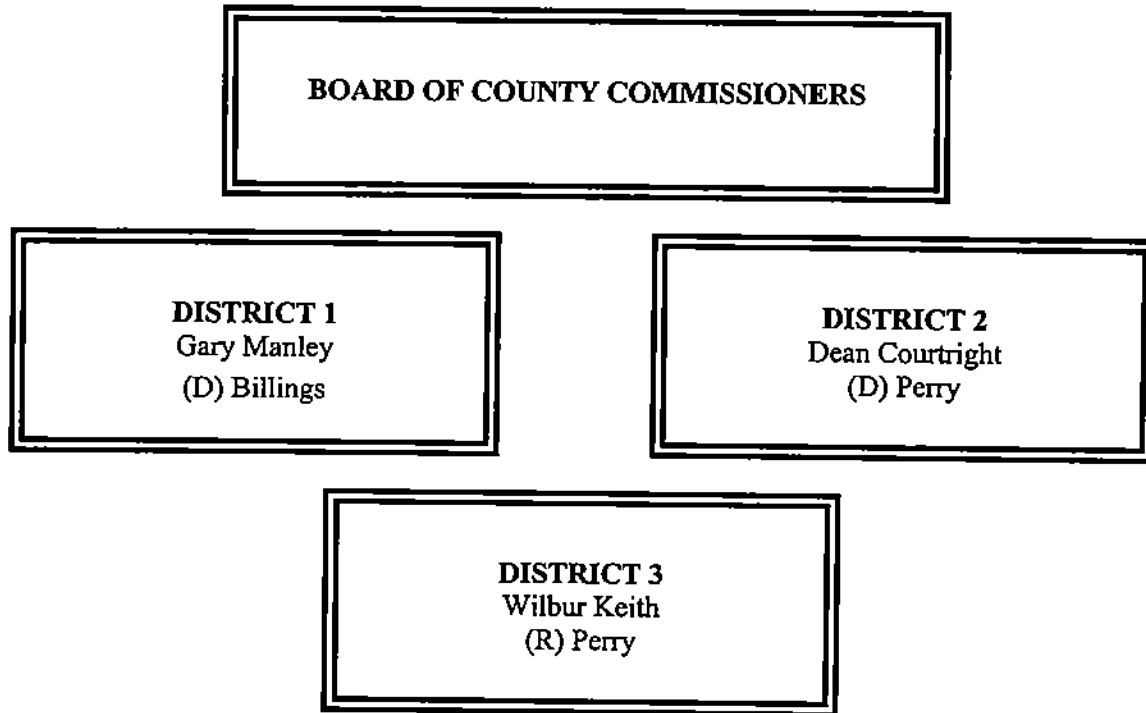 BOARD OF COUNTY COMMISSIONERS
DISTRICT 1
Gary Manley
(D) Billings
DISTRICT 2
Dean Courtright
(D) Perry
DISTRICT 3
Wilbur Keith
(R) Perry